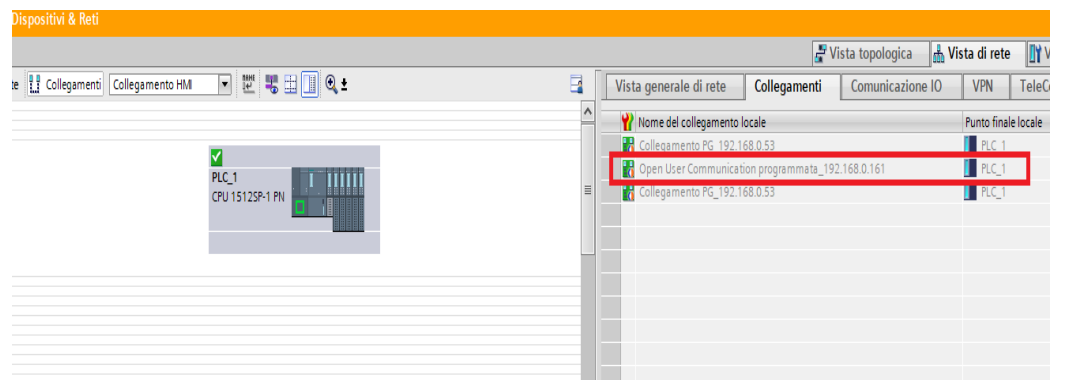 Dispositivi & Reti
Vista topologica
Vista di rete
V
te
Collegamenti
Collegamento HMI
Vista generale di rete
Collegamenti
Comunicazione IO
VPN
TeleC
Nome del collegamento locale
Punto finale locale
Collegamento PG_192.168.0.53
PLC_1
Open User Communication programmata_192.168.0.161
PLC_1
Collegamento PG_192.168.0.53
PLC_1
PLC_1
CPU 1512SP-1 PN